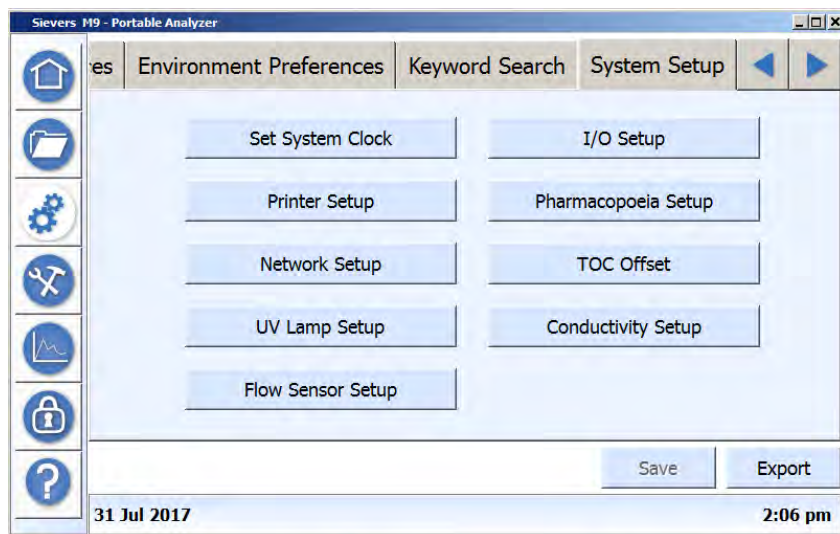 Sievers M9 - Portable Analyzer
es Environment Preferences Keyword Search System Setup
Set System Clock I/O Setup
Printer Setup Pharmacopoeia Setup
Network Setup TOC Offset
UV Lamp Setup Conductivity Setup
Flow Sensor Setup
?
Save Export
31 Jul 2017 2:06 pm